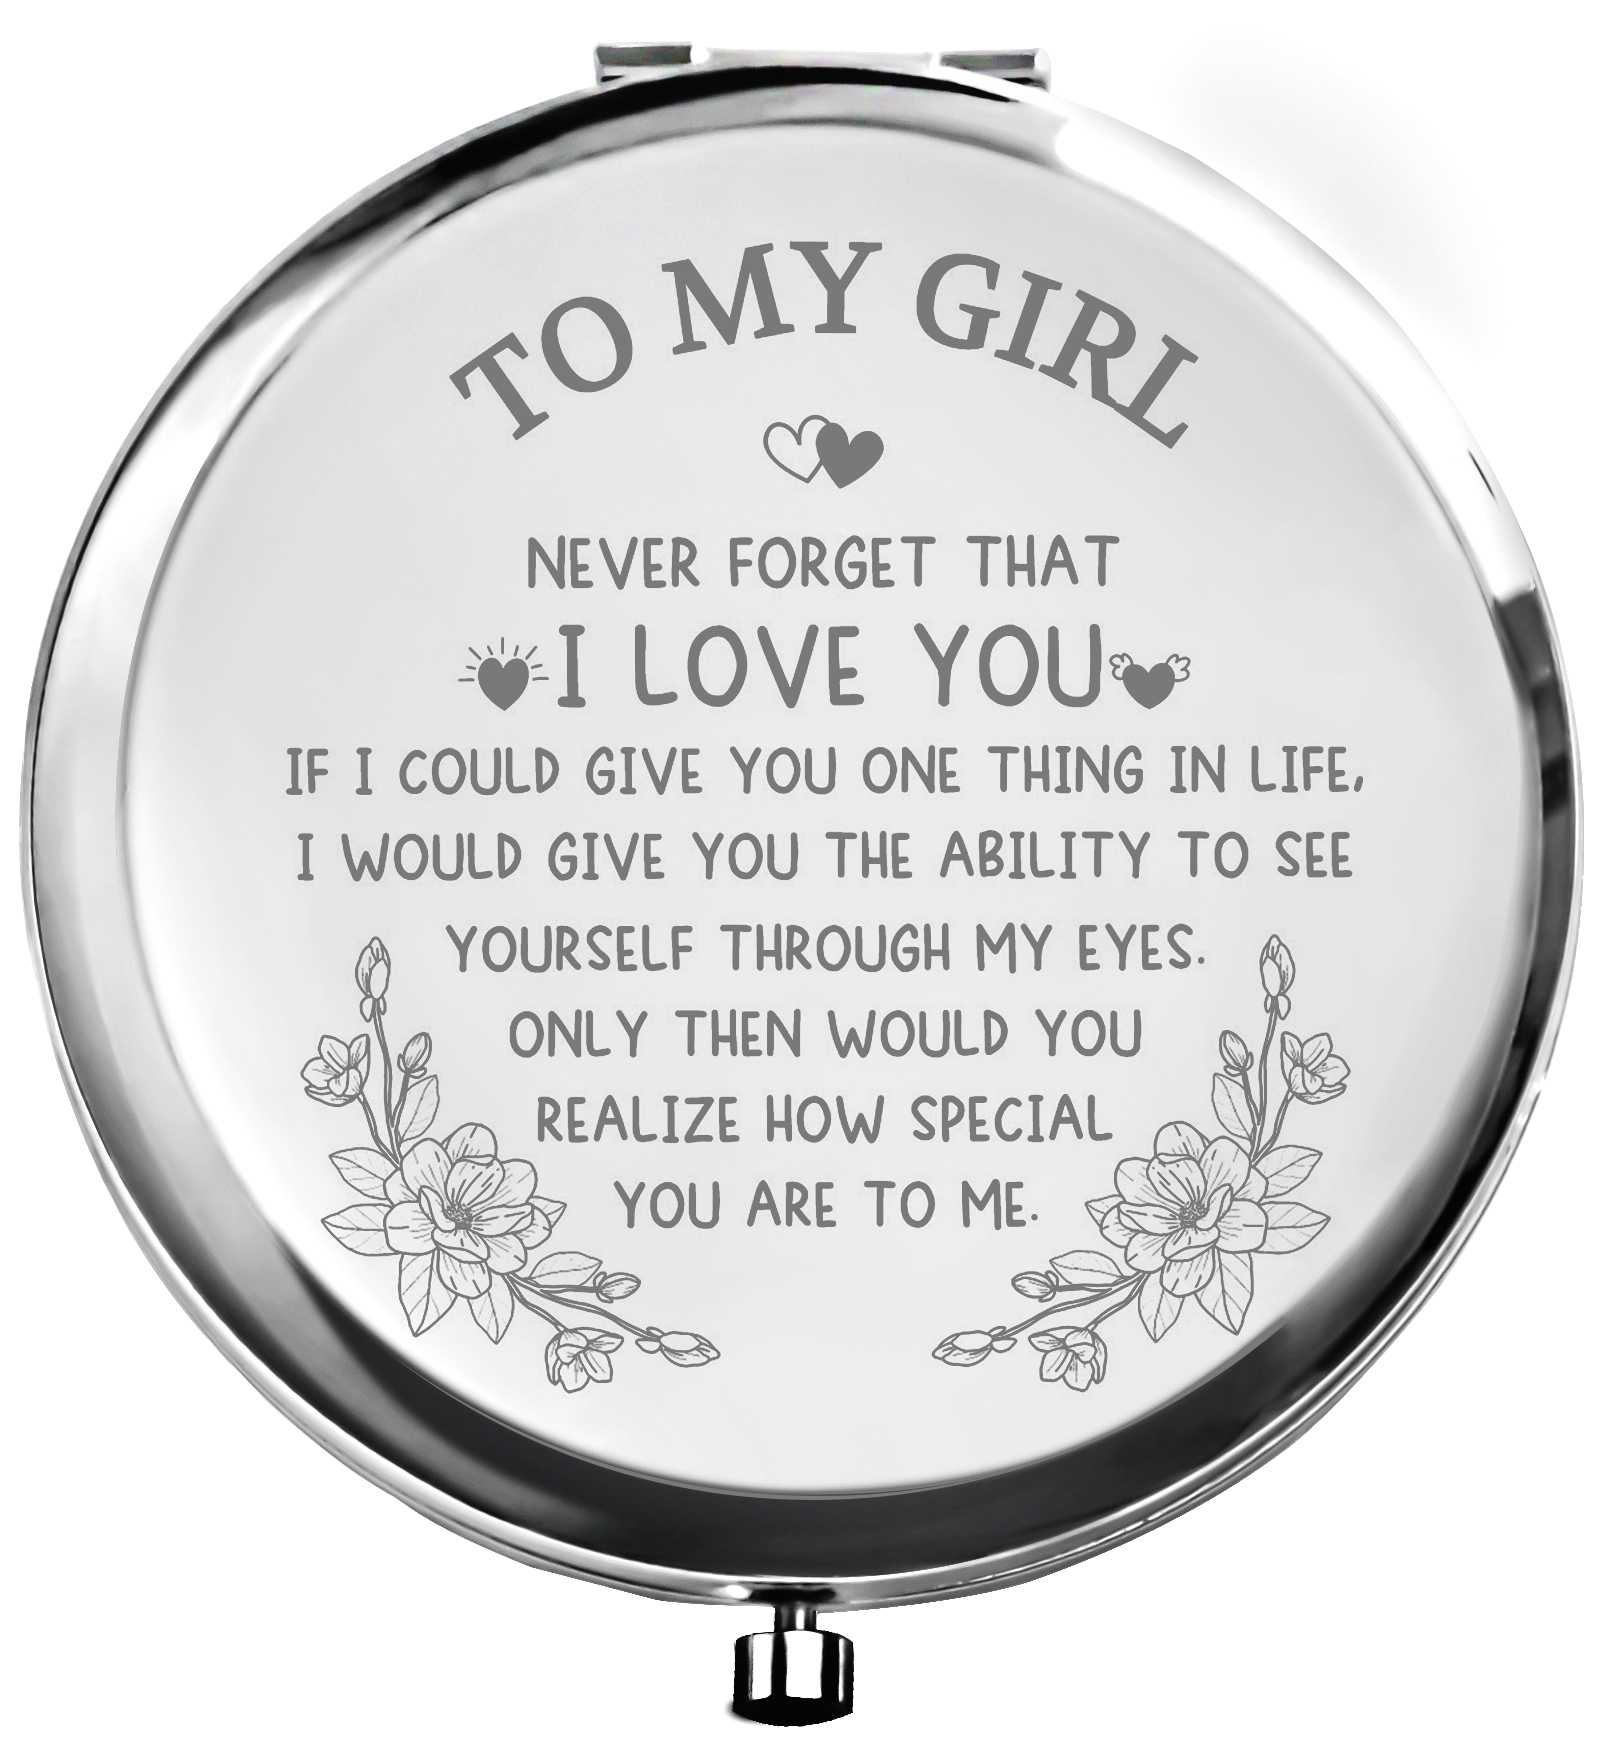 TO MY GIRL
NEVER FORGET THAT
I LOVE YOU
IF I COULD GIVE YOU ONE THING IN LIFE,
I WOULD GIVE YOU THE ABILITY TO SEE
YOURSELF THROUGH MY EYES.
ONLY THEN WOULD YOU
REALIZE HOW SPECIAL
YOU ARE TO ME.